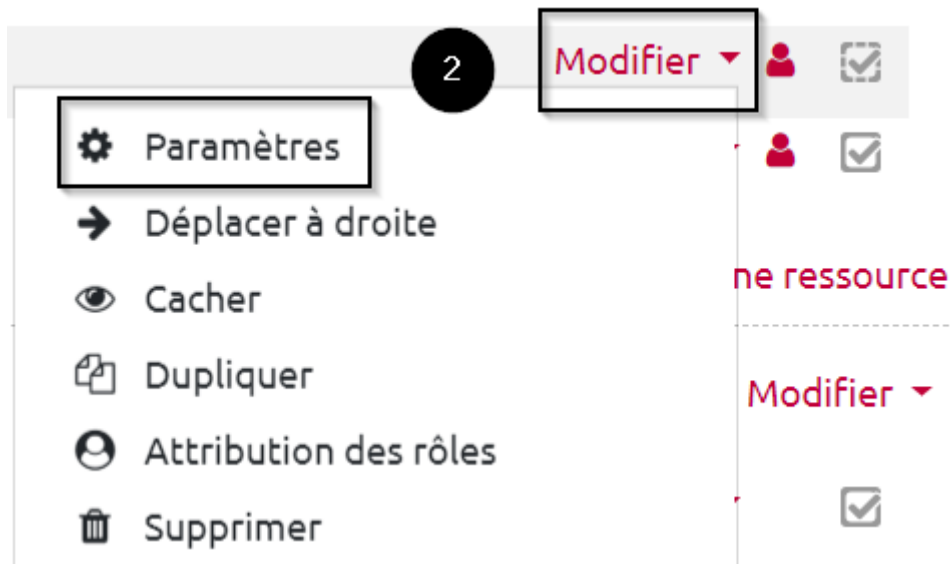 2
Modifier
Paramètres
Déplacer à droite
Cacher
ne ressource
Dupliquer
Modifier
Attribution des rôles
Supprimer